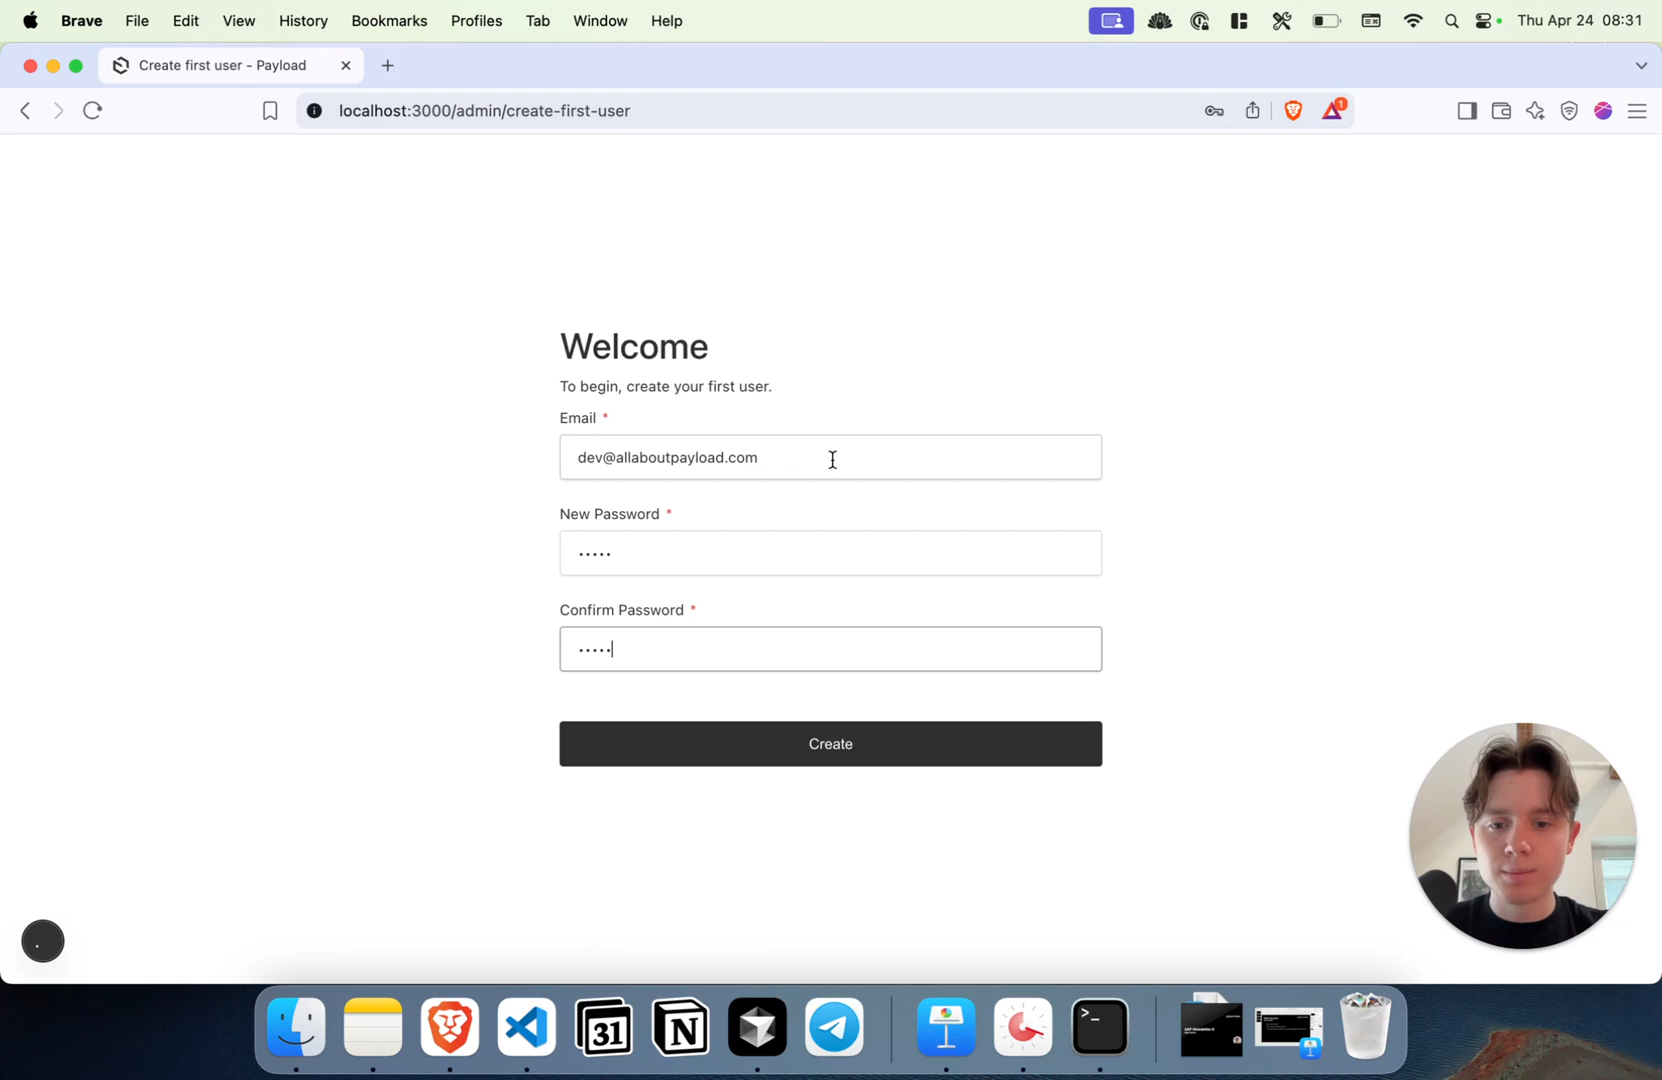 Brave File Edit View History Bookmarks Profiles Tab Window Help Thu Apr 24 08:31
Create first user - Payload
1
localhost:3000/admin/create-first-user
Welcome
To begin, create your first user.
Email *
dev@allaboutpayload.com
New Password *
•••••
Confirm Password *
•••••
Create
31
>_